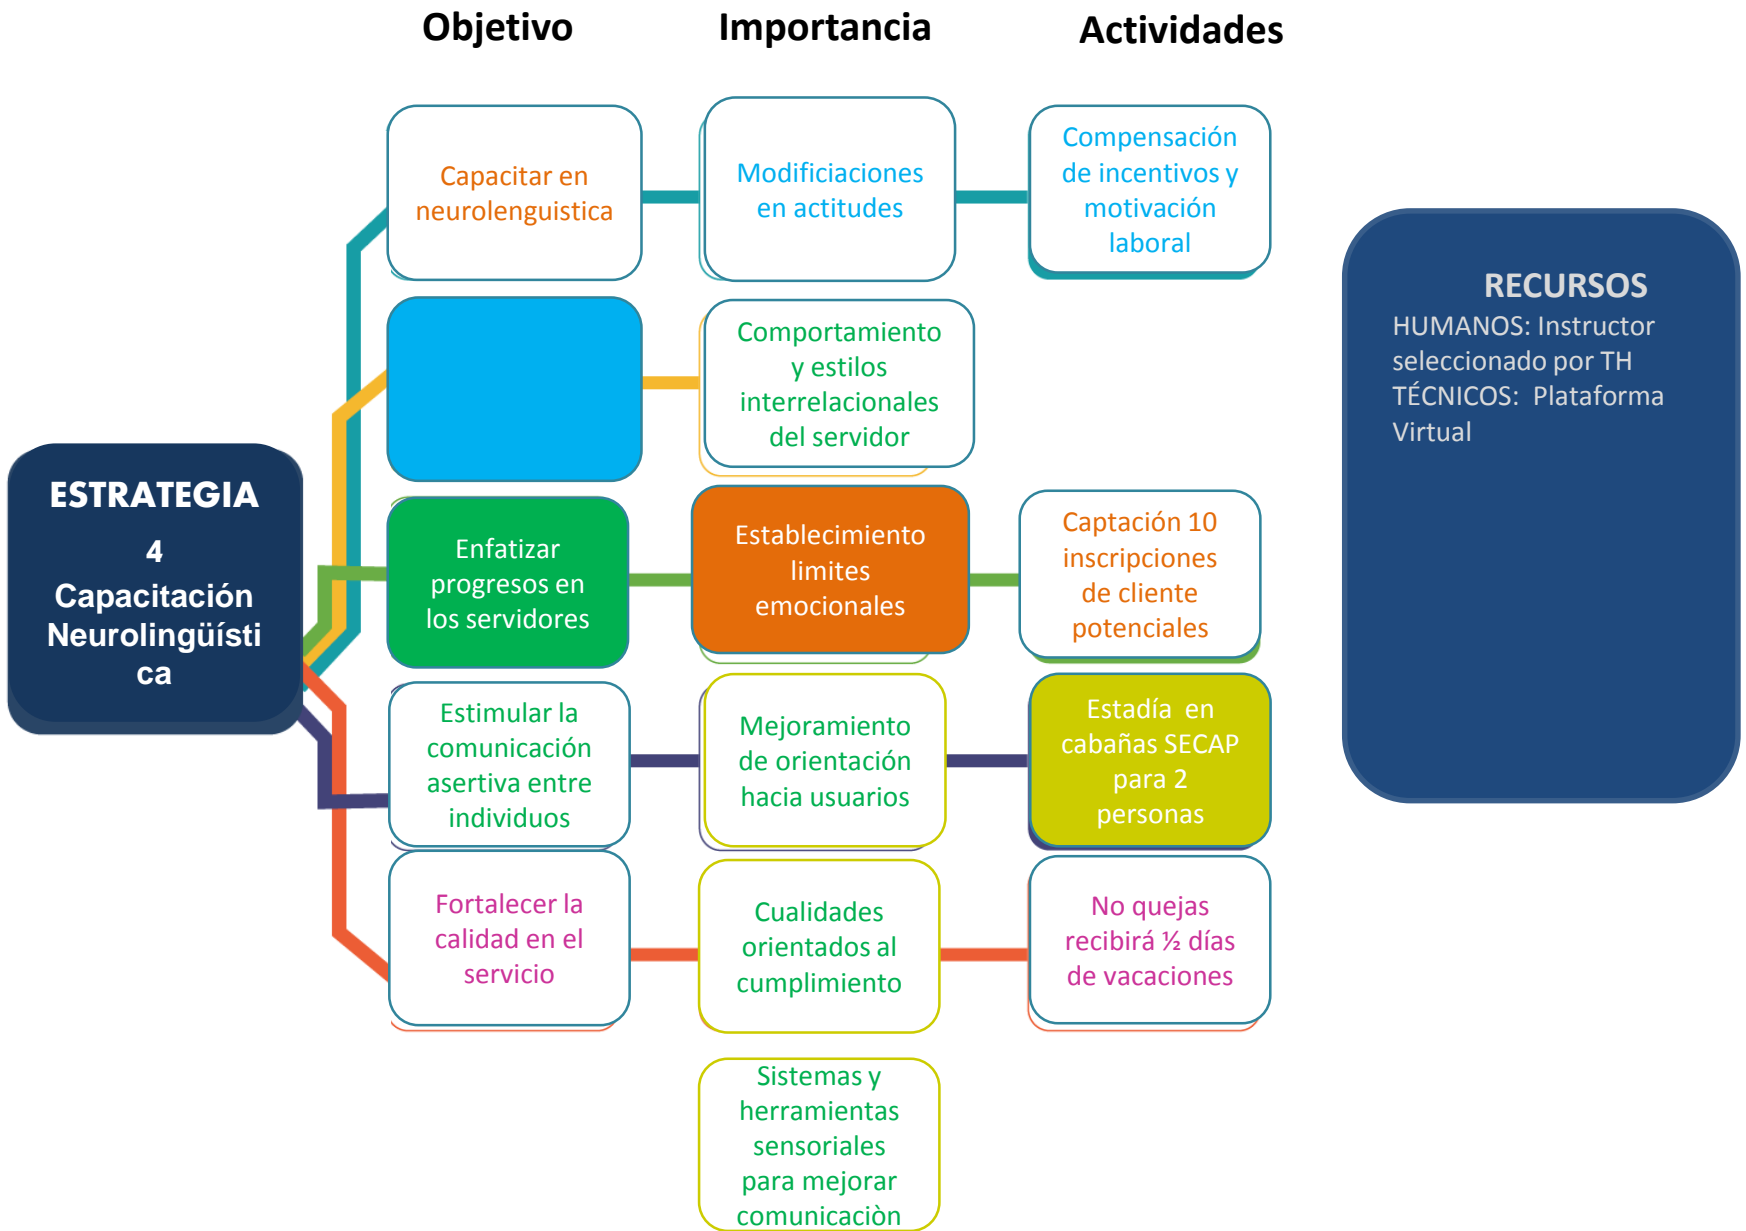 Objetivo
Importancia
Actividades
ESTRATEGIA
4
Capacitación
Neurolingüísti
ca
Capacitar en
neurolenguistica
Modificiaciones
en actitudes
Compensación
de incentivos y
motivación
laboral
Comportamiento
y estilos
interrelacionales
del servidor
Enfatizar
progresos en
los servidores
Establecimiento
limites
emocionales
Captación 10
inscripciones
de cliente
potenciales
Estimular la
comunicación
asertiva entre
individuos
Mejoramiento
de orientación
hacia usuarios
Estadía en
cabañas SECAP
para 2
personas
Fortalecer la
calidad en el
servicio
Cualidades
orientados al
cumplimiento
No quejas
recibirá ½ días
de vacaciones
Sistemas y
herramientas
sensoriales
para mejorar
comunicaciòn
RECURSOS
HUMANOS: Instructor
seleccionado por TH
TÉCNICOS: Plataforma
Virtual